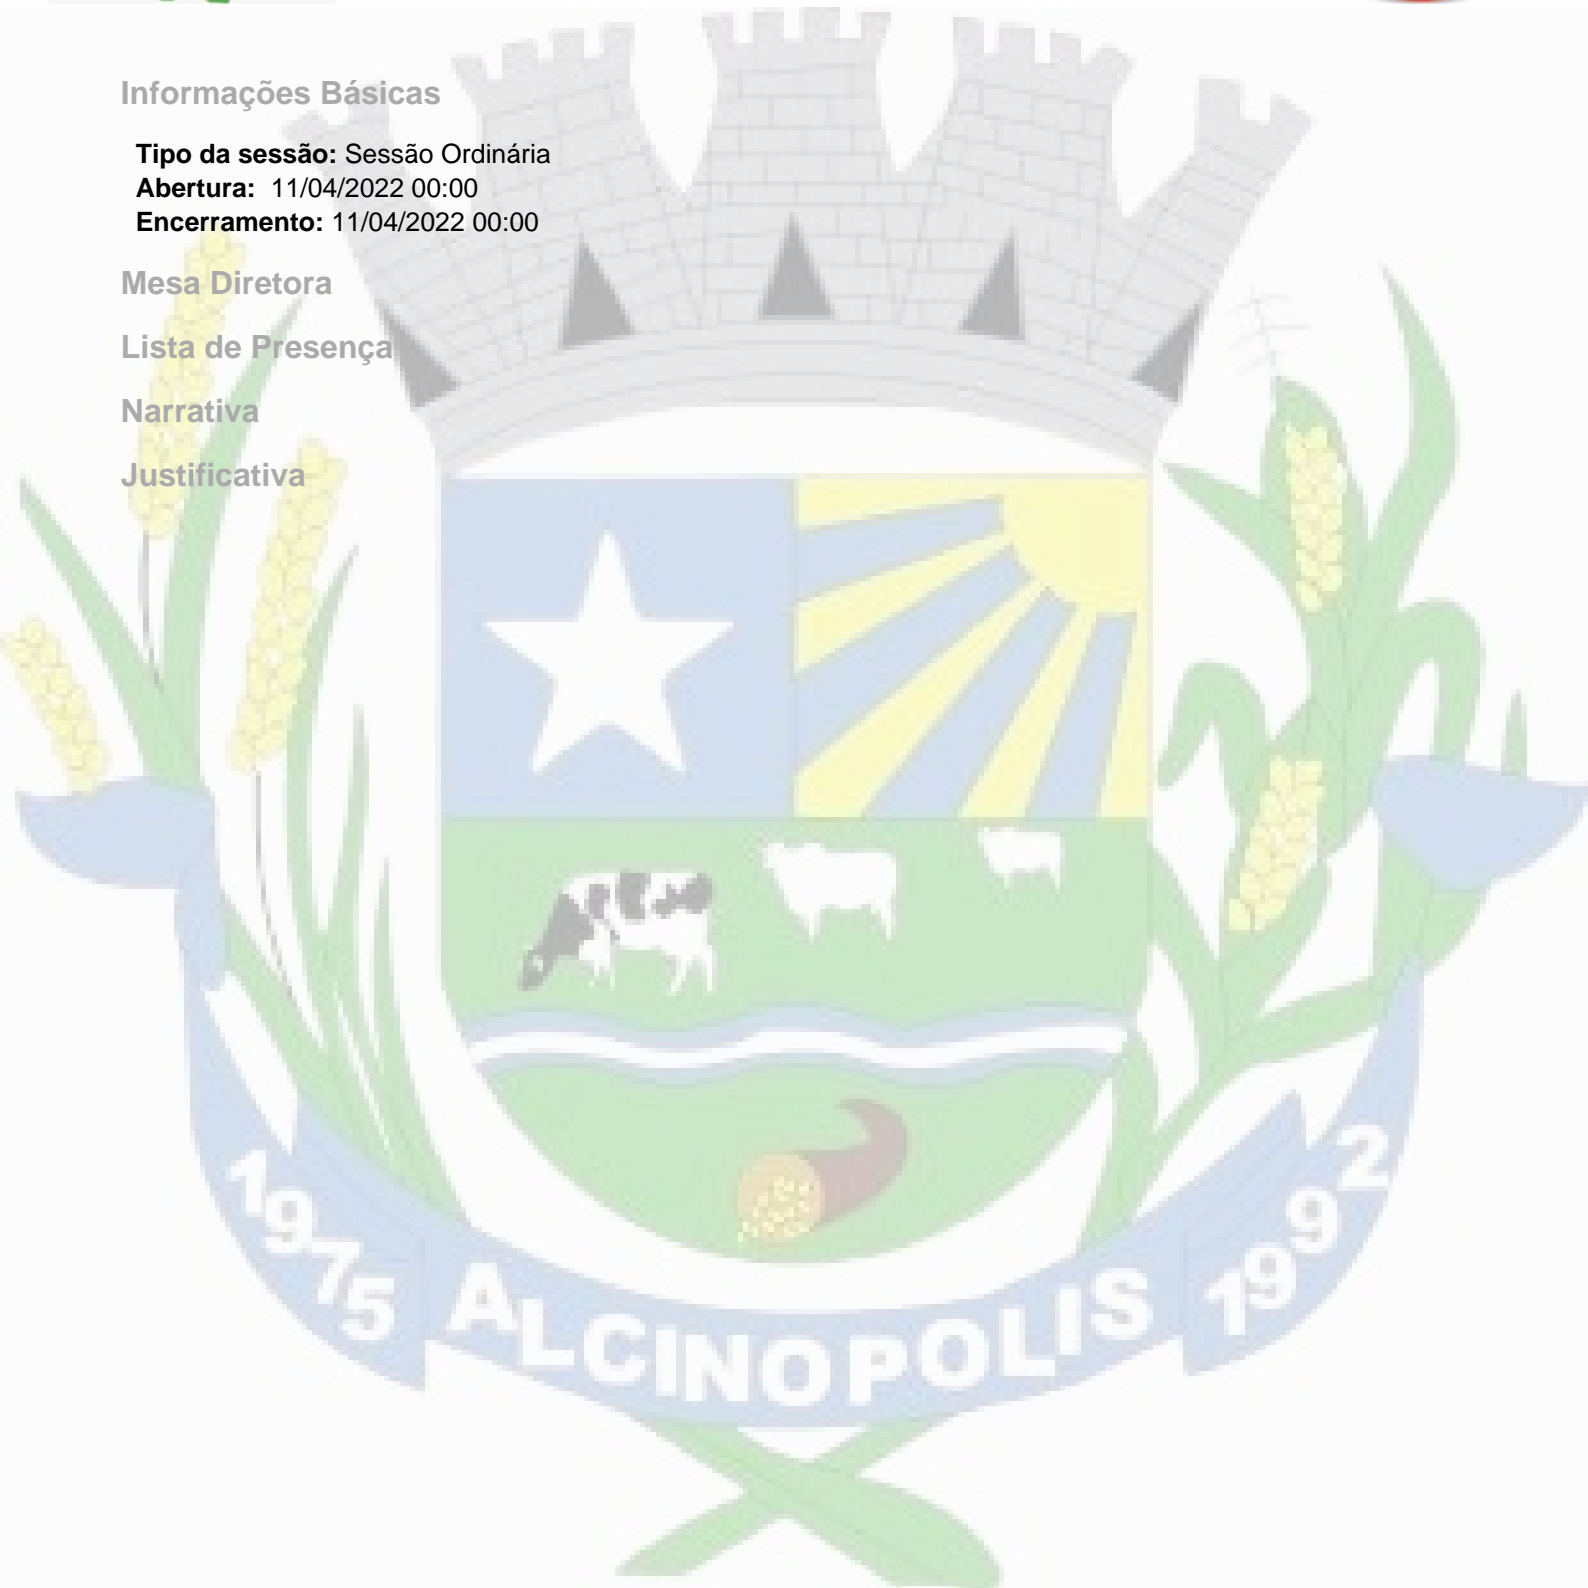 Informações Básicas
Tipo da sessão: Sessão Ordinária
Abertura: 11/04/2022 00:00
Encerramento: 11/04/2022 00:00
Mesa Diretora
Lista de Presença
Narrativa
Justificativa
1975 ALCINOPOLIS 1992